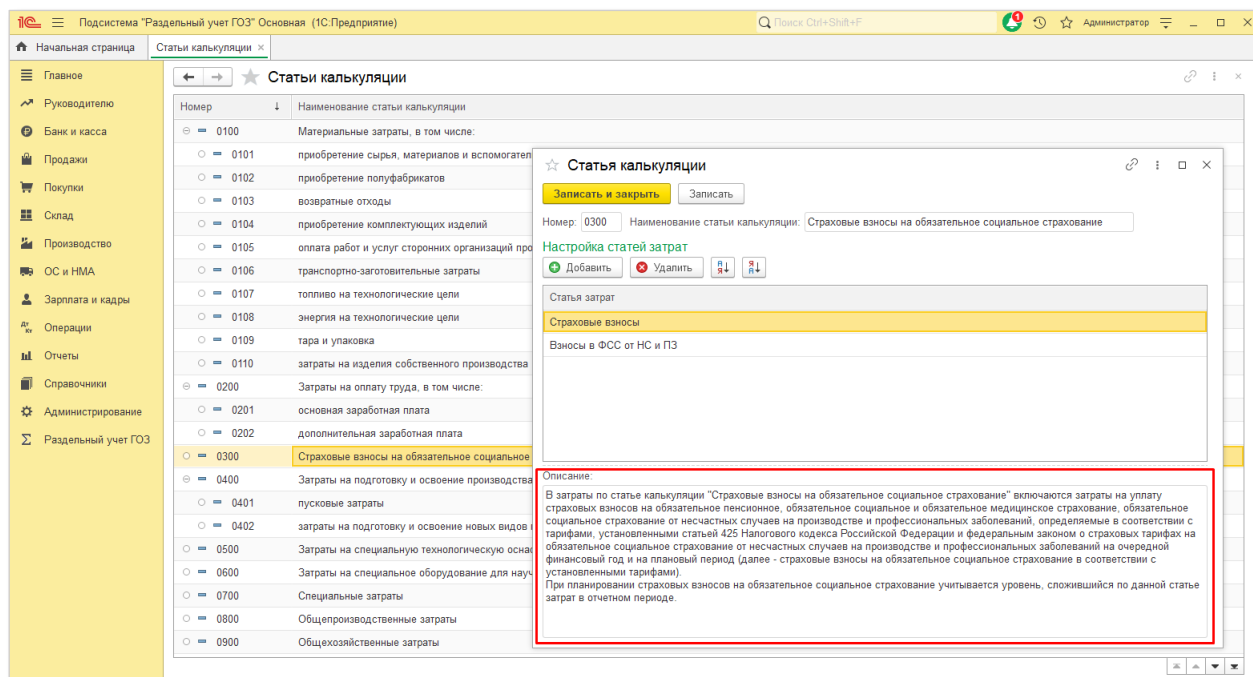 1С Подсистема "Раздельный учет ГОЗ" Основная (1С:Предприятие) Поиск Ctrl+Shift+F 9 Администратор
Начальная страница Статьи калькуляции ×
Главное
Руководителю
Банк и касса
Продажи
Покупки
Склад
Производство
ОС и НМА
Зарплата и кадры
Операции
Отчеты
Справочники
Администрирование
Раздельный учет ГОЗ
Статьи калькуляции
Номер ↓ Наименование статьи калькуляции
0100 Материальные затраты, в том числе:
0101 приобретение сырья, материалов и вспомогател
0102 приобретение полуфабрикатов
0103 возвратные отходы
0104 приобретение комплектующих изделий
0105 оплата работ и услуг сторонних организаций про
0106 транспортно-заготовительные затраты
0107 топливо на технологические цели
0108 энергия на технологические цели
0109 тара и упаковка
0110 затраты на изделия собственного производства
0200 Затраты на оплату труда, в том числе:
0201 основная заработная плата
0202 дополнительная заработная плата
0300 Страховые взносы на обязательное социальное
0400 Затраты на подготовку и освоение производства
0401 пусковые затраты
0402 затраты на подготовку и освоение новых видов
0500 Затраты на специальную технологическую осна
0600 Затраты на специальное оборудование для науч
0700 Специальные затраты
0800 Общепроизводственные затраты
0900 Общехозяйственные затраты
Статья калькуляции
Записать и закрыть Записать
Номер: 0300 Наименование статьи калькуляции: Страховые взносы на обязательное социальное страхование
Настройка статей затрат
Добавить Удалить
Статья затрат
Страховые взносы
Взносы в ФСС от НС и ПЗ
Описание:
В затраты по статье калькуляции "Страховые взносы на обязательное социальное страхование" включаются затраты на уплату
страховых взносов на обязательное пенсионное, обязательное социальное и обязательное медицинское страхование, обязательное
социальное страхование от несчастных случаев на производстве и профессиональных заболеваний, определяемые в соответствии с
тарифами, установленными статьей 425 Налогового кодекса Российской Федерации и федеральным законом о страховых тарифах на
обязательное социальное страхование от несчастных случаев на производстве и профессиональных заболеваний на очередной
финансовый год и на плановый период (далее - страховые взносы на обязательное социальное страхование в соответствии с
установленными тарифами).
При планировании страховых взносов на обязательное социальное страхование учитывается уровень, сложившийся по данной статье
затрат в отчетном периоде.